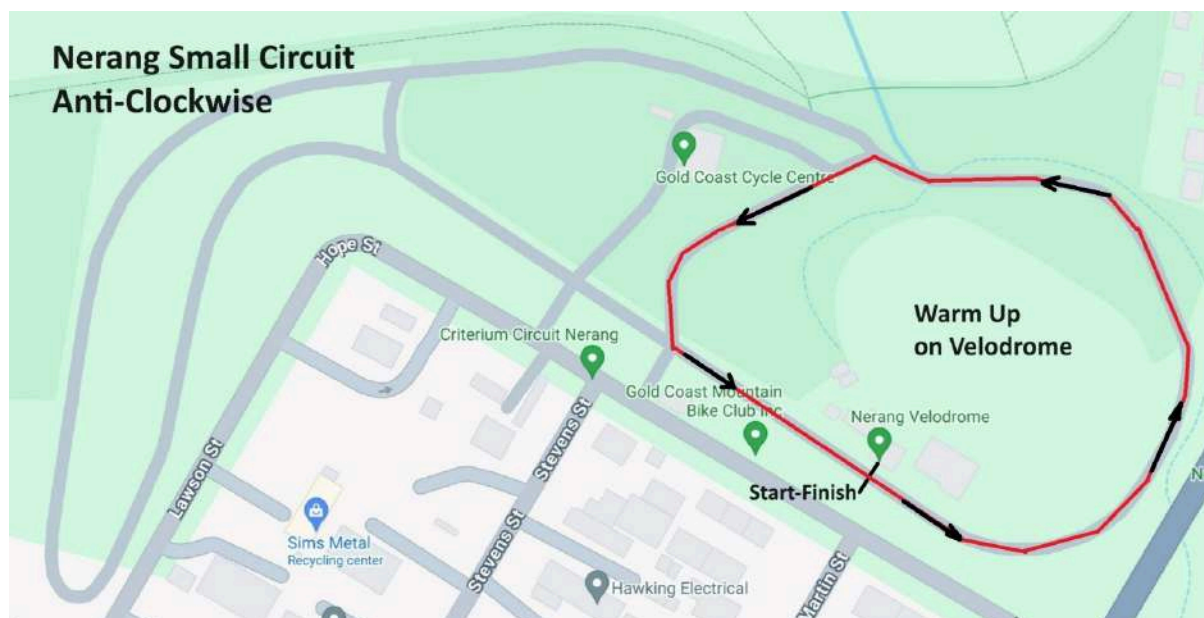 Nerang Small Circuit
Anti-Clockwise
Gold Coast Cycle Centre
Hope St
Criterium Circuit Nerang
Warm Up
on Velodrome
Gold Coast Mountain
Bike Club Inc
Nerang Velodrome
Start-Finish
Lawson St
Stevens St
Stevens St
Sims Metal
Recycling center
Hawking Electrical
Martin St
N